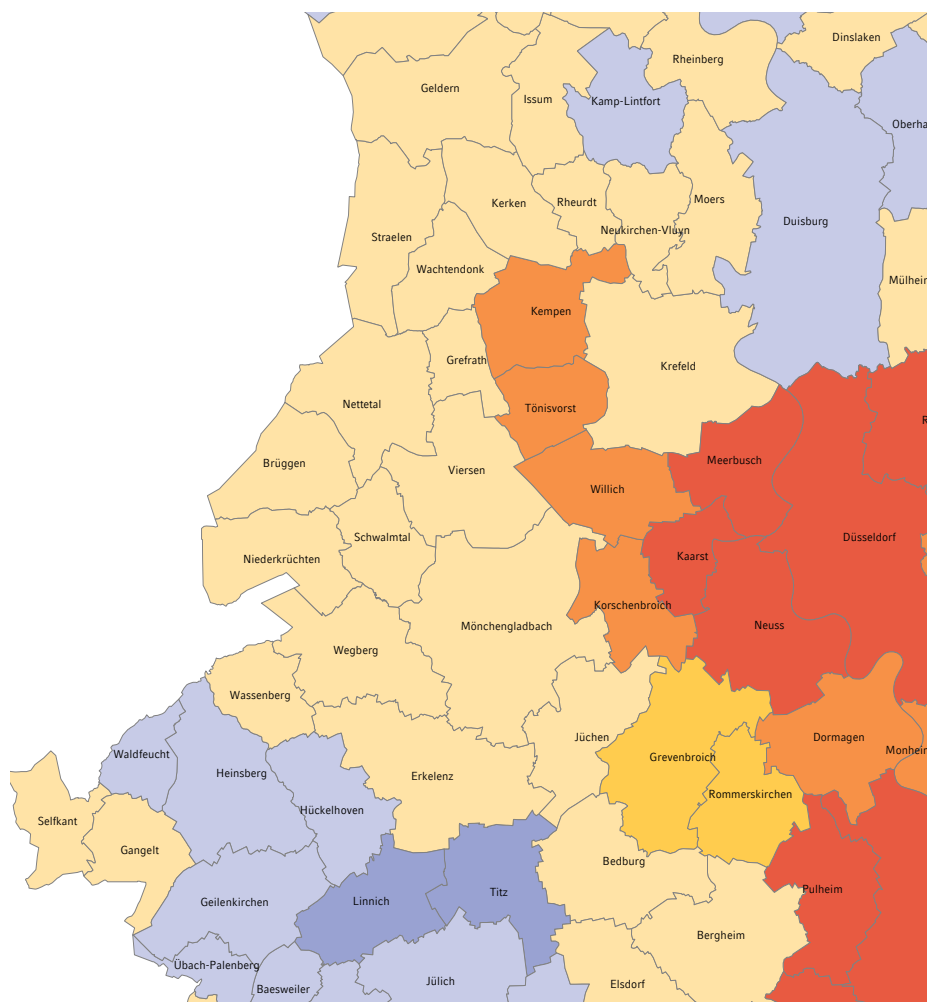 Dinslaken
Rheinberg
Geldern
Issum
Kamp-Lintfort
Oberha
Kerken
Rheurdt
Moers
Duisburg
Neukirchen-Vluyn
Straelen
Wachtendonk
Mülheim
Kempen
Grefrath
Krefeld
Nettetal
Tönisvorst
R
Brüggen
Viersen
Meerbusch
Willich
Schwalmtal
Düsseldorf
Niederkrüchten
Kaarst
Korschenbroich
Mönchengladbach
Neuss
Wegberg
Wassenberg
Jüchen
Dormagen
Waldfeucht
Monheim
Grevenbroich
Heinsberg
Erkelenz
Rommerskirchen
Hückelhoven
Selfkant
Gangelt
Bedburg
Pulheim
Titz
Linnich
Geilenkirchen
Bergheim
Übach-Palenberg
Jülich
Elsdorf
Baesweiler